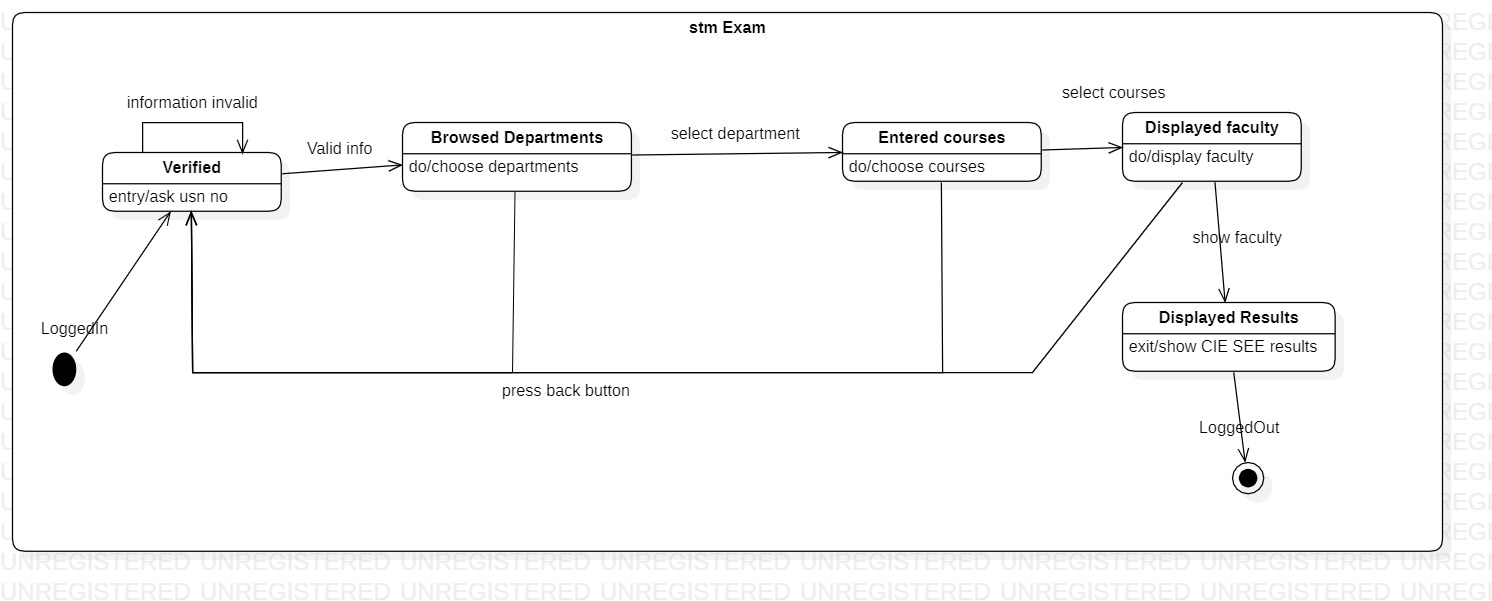 stm Exam
information invalid
Valid info
select department
select courses
Verified
entry/ask usn no
Browsed Departments
do/choose departments
Entered courses
do/choose courses
Displayed faculty
do/display faculty
show faculty
LoggedIn
Displayed Results
exit/show CIE SEE results
press back button
LoggedOut
UNREGISTERED UNREGISTERED UNREGISTERED UNREGISTERED UNREGISTERED UNREGISTERED UNREGISTERED UNREGI
UNREGISTERED UNREGISTERED UNREGISTERED UNREGISTERED UNREGISTERED UNREGISTERED UNREGISTERED UNREGI